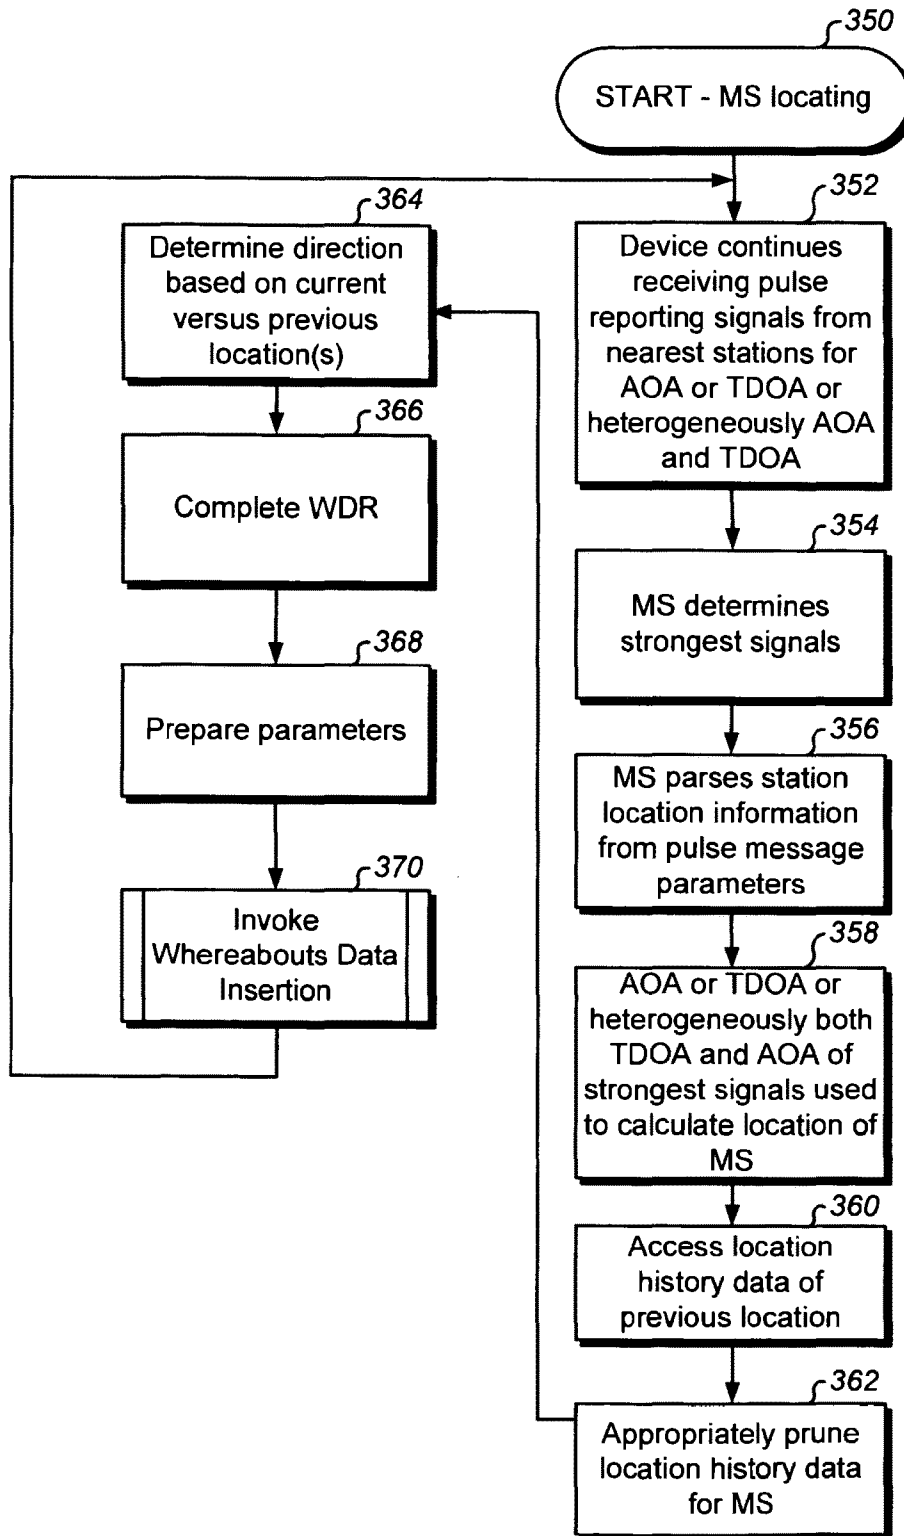 350
START - MS locating
352
Device continues
receiving pulse
reporting signals from
nearest stations for
AOA or TDOA or
heterogeneously AOA
and TDOA
354
MS determines
strongest signals
356
MS parses station
location information
from pulse message
parameters
358
AOA or TDOA or
heterogeneously both
TDOA and AOA of
strongest signals used
to calculate location of
MS
360
Access location
history data of
previous location
362
Appropriately prune
location history data
for MS
364
Determine direction
based on current
versus previous
location(s)
366
Complete WDR
368
Prepare parameters
370
Invoke
Whereabouts Data
Insertion